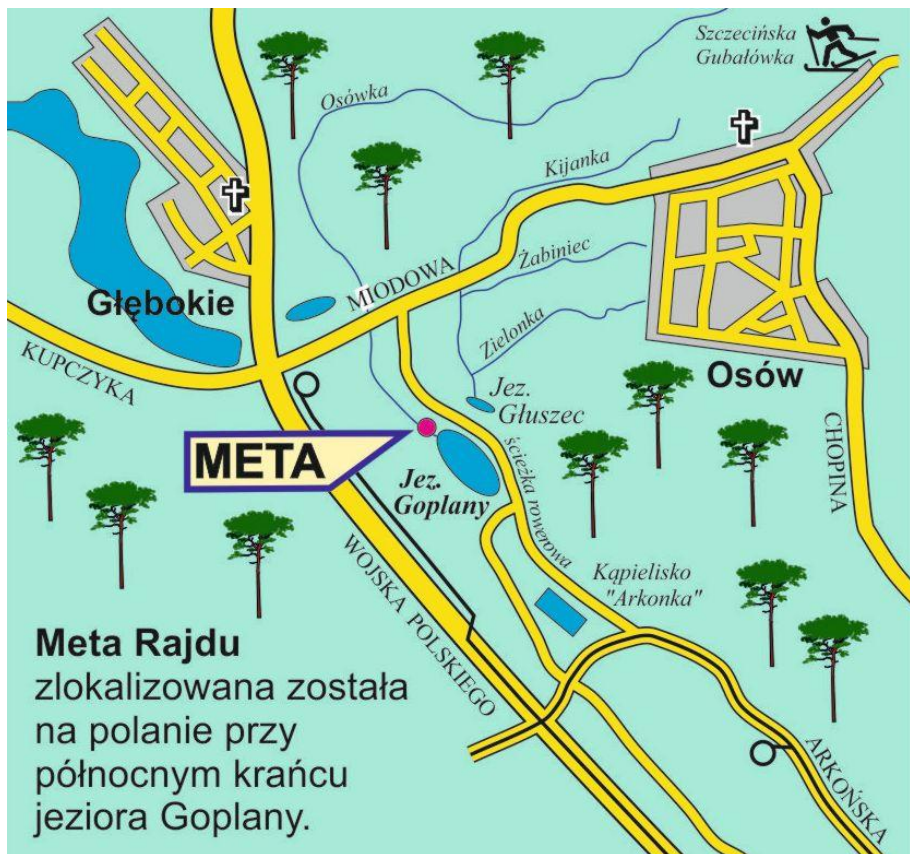 Szczecińska
Gubałówka
Osówka
Kijanka
MIODOWA
Żabiniec
Głębokie
Zielonka
KUPCZYKA
Osów
Jez.
Głuszec
CHOPINA
META
Jez.
Goplany
ścieżka rowerowa
WOJSKA POLSKIEGO
Kąpielisko
"Arkonka"
ARKOŃSKA
Meta Rajdu
zlokalizowana została
na polanie przy
północnym krańcu
jeziora Goplany.